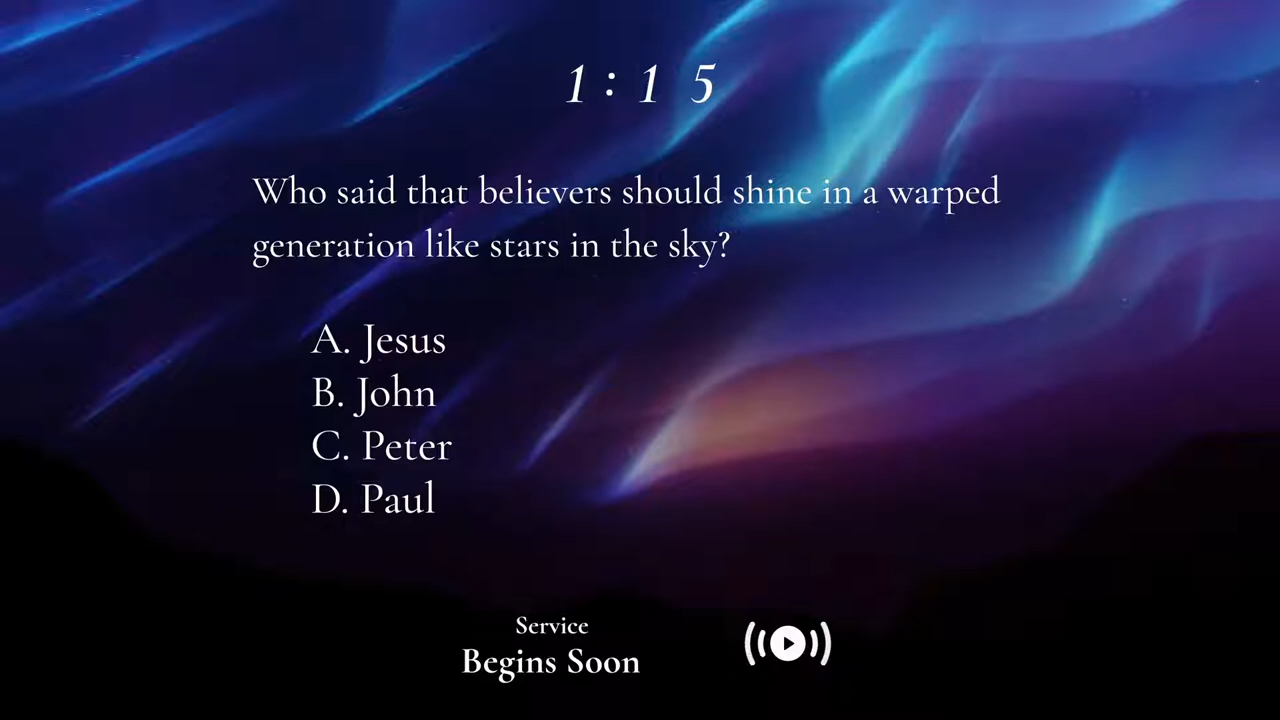 1:15
Who said that believers should shine in a warped
generation like stars in the sky?
A. Jesus
B. John
C. Peter
D. Paul
Service
Begins Soon